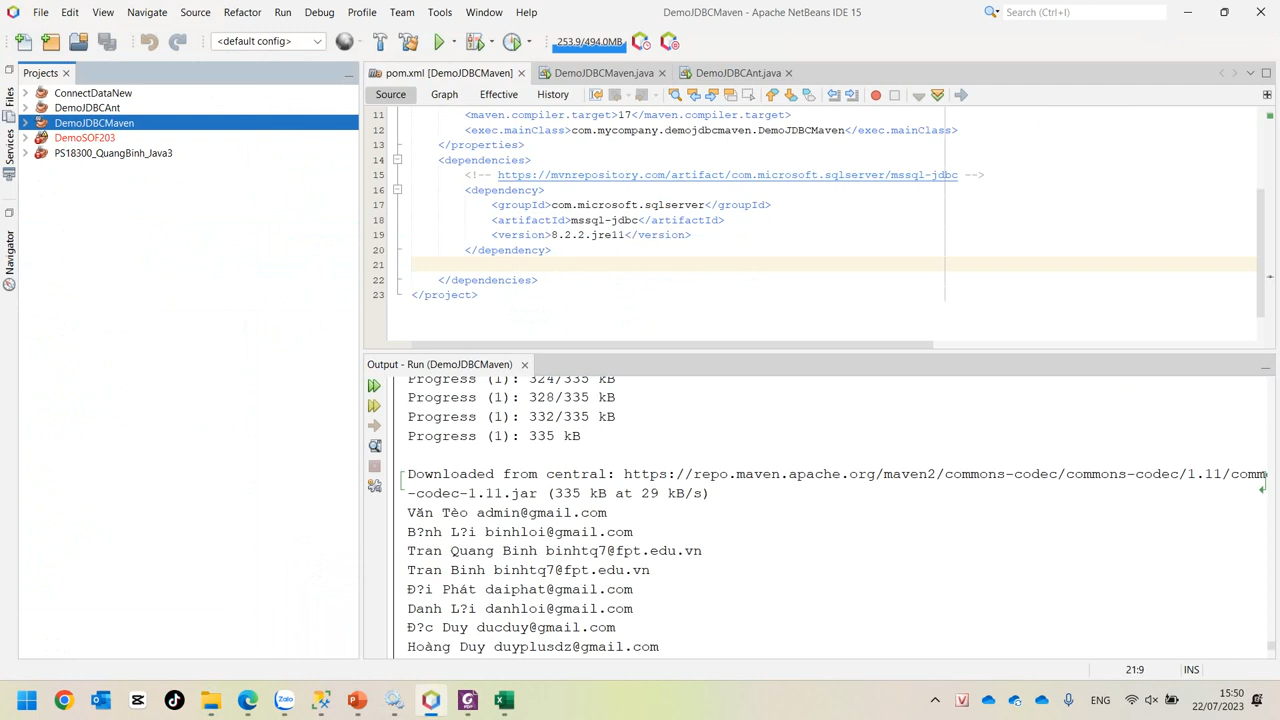 File Edit View Navigate Source Refactor Run Debug Profile Team Tools Window Help
DemoJDBCMaven - Apache NetBeans IDE 15
Search (Ctrl+I)
<default config>
253.9/494.0MB
Projects
Files
Services
Navigator
ConnectDataNew
DemoJDBCAnt
DemoJDBCMaven
DemoSOF203
PS18300_QuangBinh_Java3
pom.xml [DemoJDBCMaven]
DemoJDBCMaven.java
DemoJDBCAnt.java
Source Graph Effective History
11 <maven.compiler.target>17</maven.compiler.target>
12 <exec.mainClass>com.mycompany.demojdbcmaven.DemoJDBCMaven</exec.mainClass>
13 </properties>
14 <dependencies>
15 <!-- https://mvnrepository.com/artifact/com.microsoft.sqlserver/mssql-jdbc -->
16 <dependency>
17 <groupId>com.microsoft.sqlserver</groupId>
18 <artifactId>mssql-jdbc</artifactId>
19 <version>8.2.2.jre11</version>
20 </dependency>
21
22 </dependencies>
23 </project>
Output - Run (DemoJDBCMaven)
Progress (1): 324/335 kB
Progress (1): 328/335 kB
Progress (1): 332/335 kB
Progress (1): 335 kB
Downloaded from central: https://repo.maven.apache.org/maven2/commons-codec/commons-codec/1.11/comm
-codec-1.11.jar (335 kB at 29 kB/s)
Văn Tèo admin@gmail.com
B?nh L?i binhloi@gmail.com
Tran Quang Binh binhtq7@fpt.edu.vn
Tran Binh binhtq7@fpt.edu.vn
Đ?i Phát daiphat@gmail.com
Danh L?i danhloi@gmail.com
Đ?c Duy ducduy@gmail.com
Hoàng Duy duyplusdz@gmail.com
21:9
INS
ENG
15:50
22/07/2023